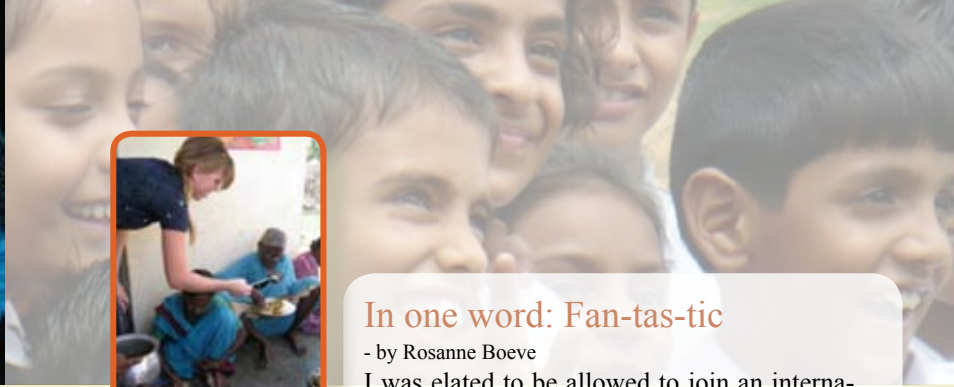 In one word: Fan-tas-tic
- by Rosanne Boeve
I was elated to be allowed to join an interna-